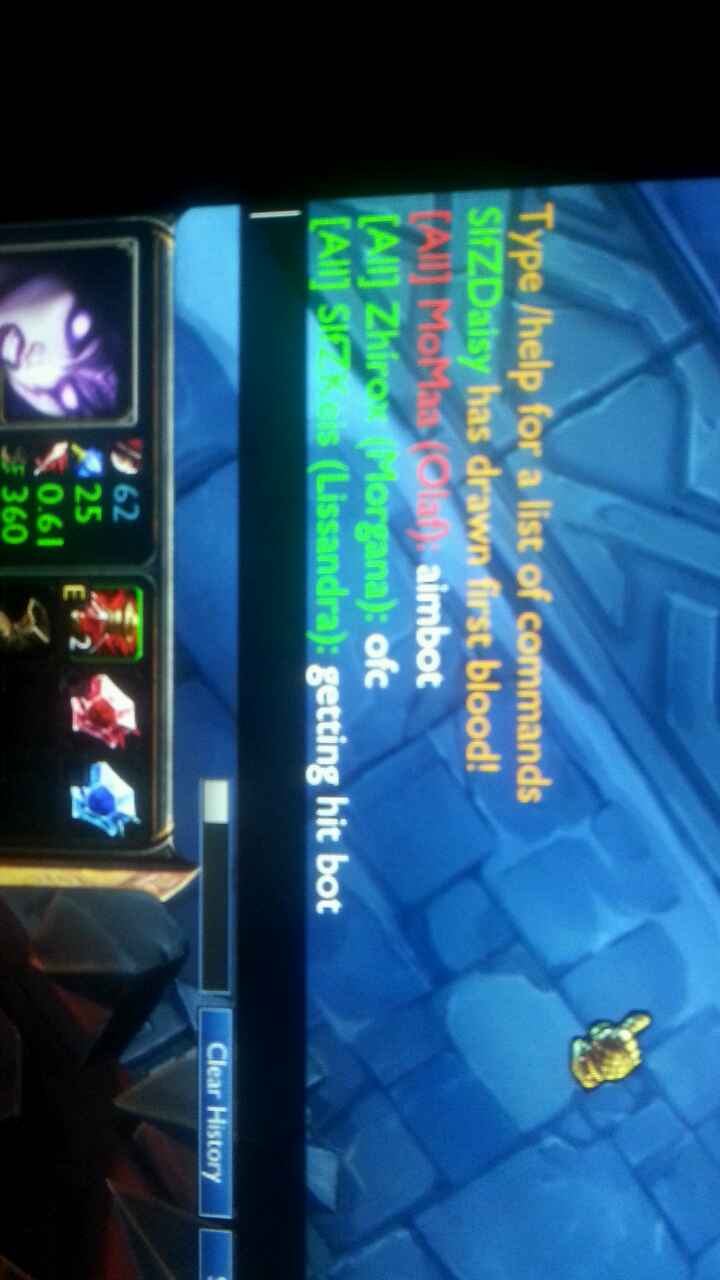 Type /help for a list of commands
SlfZDaisy has drawn first blood!
[All] MoMaa (Olaf): aimbot
[All] Zhirox (Morgana): ofc
[All] SlfZKeis (Lissandra): getting hit bot
Clear History
62
25
0.61
360
E
2